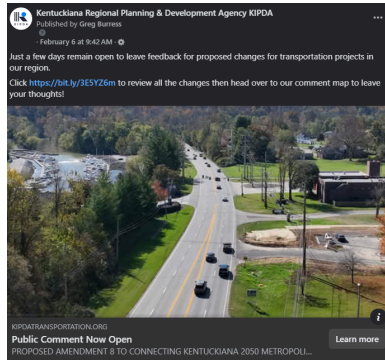 Kentuckiana Regional Planning & Development Agency KIPDA
Published by Greg Burress
· February 6 at 9:42 AM ·
Just a few days remain open to leave feedback for proposed changes for transportation projects in
our region.
Click https://bit.ly/3E5YZ6m to review all the changes then head over to our comment map to leave
your thoughts!
KIPDATRANSPORTATION.ORG
Public Comment Now Open
PROPOSED AMENDMENT 8 TO CONNECTING KENTUCKIANA 2050 METROPOLI...
Learn more